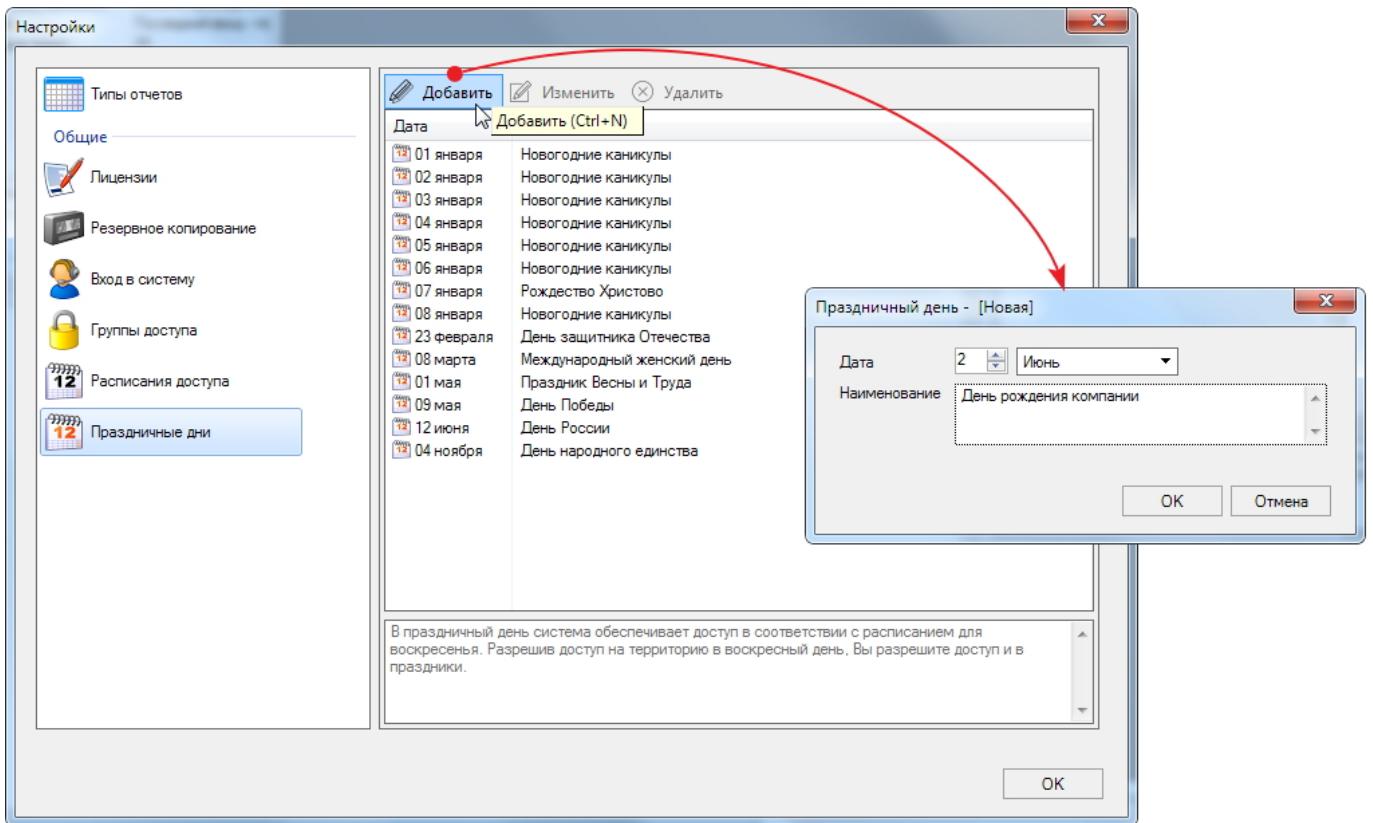 Настройки
Типы отчетов
Общие
Лицензии
Резервное копирование
Вход в систему
Группы доступа
Расписания доступа
12
Праздничные дни
12
Добавить Изменить Удалить
Добавить (Ctrl+N)
Дата
01 января Новогодние каникулы
02 января Новогодние каникулы
03 января Новогодние каникулы
04 января Новогодние каникулы
05 января Новогодние каникулы
06 января Новогодние каникулы
07 января Рождество Христово
08 января Новогодние каникулы
23 февраля День защитника Отечества
08 марта Международный женский день
01 мая Праздник Весны и Труда
09 мая День Победы
12 июня День России
04 ноября День народного единства
В праздничный день система обеспечивает доступ в соответствии с расписанием для
воскресенья. Разрешив доступ на территорию в воскресный день, Вы разрешите доступ и в
праздники.
OK
Праздничный день - [Новая]
Дата 2 Июнь
Наименование День рождения компании
OK Отмена